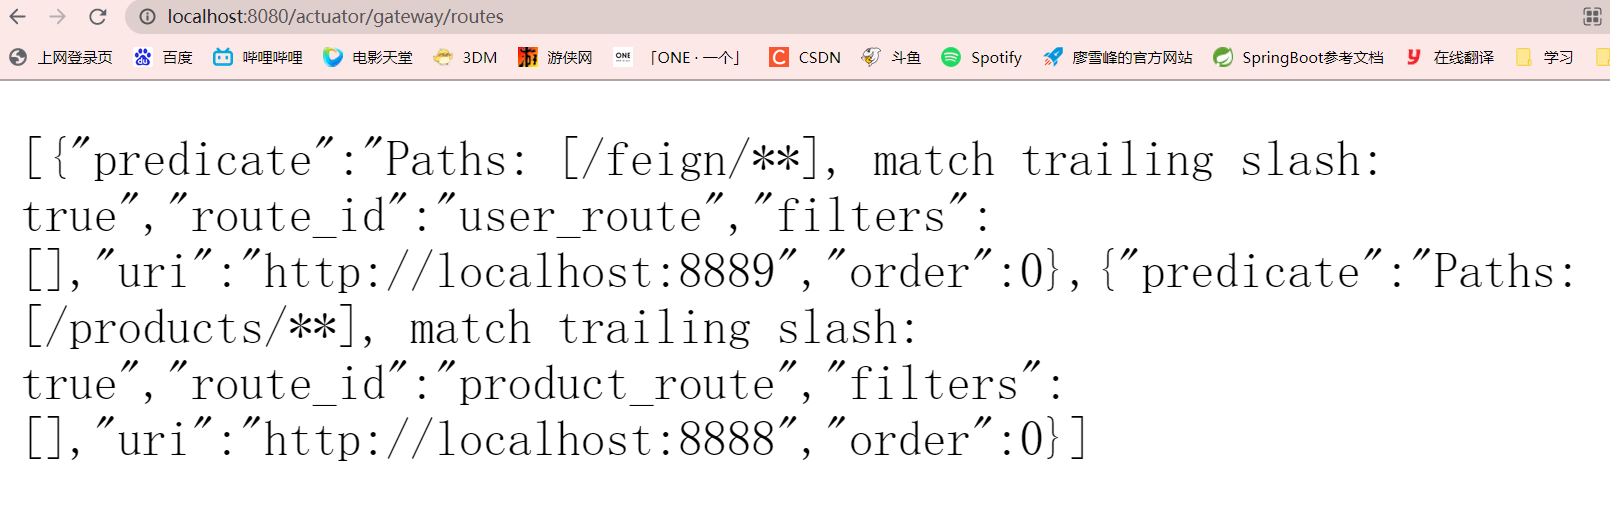 localhost:8080/actuator/gateway/routes
上网登录页 百度 哔哩哔哩 电影天堂 3DM 游侠网 ONE 「ONE · 一个」 C CSDN 斗鱼 Spotify 廖雪峰的官方网站 SpringBoot参考文档 y 在线翻译 学习
[{"predicate":"Paths: [/feign/**], match trailing slash:
true","route_id":"user_route","filters":
[],"uri":"http://localhost:8889","order":0},{"predicate":"Paths:
[/products/**], match trailing slash:
true","route_id":"product_route","filters":
[],"uri":"http://localhost:8888","order":0}]